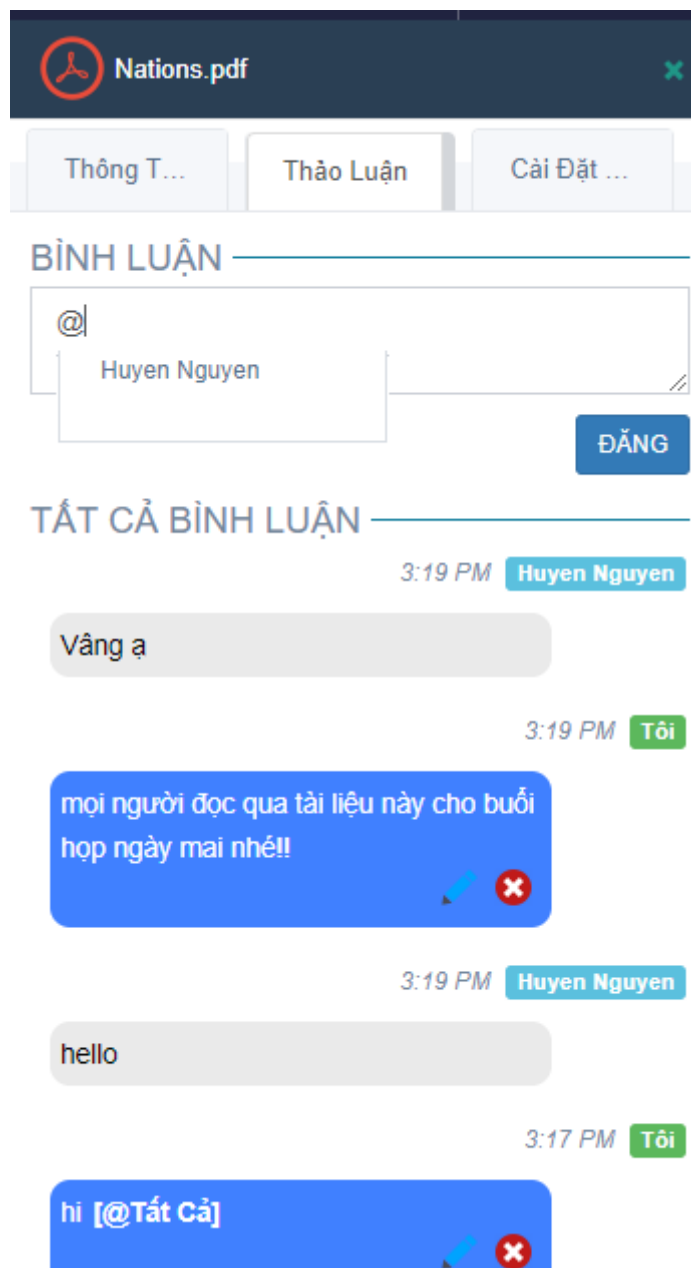 Nations.pdf
Thông T...
Thảo Luận
Cài Đặt ...
BÌNH LUẬN
@
Huyen Nguyen
ĐĂNG
TẤT CẢ BÌNH LUẬN
3:19 PM Huyen Nguyen
Vâng ạ
3:19 PM Tôi
mọi người đọc qua tài liệu này cho buổi
họp ngày mai nhé!!
3:19 PM Huyen Nguyen
hello
3:17 PM Tôi
hi [@Tất Cả]